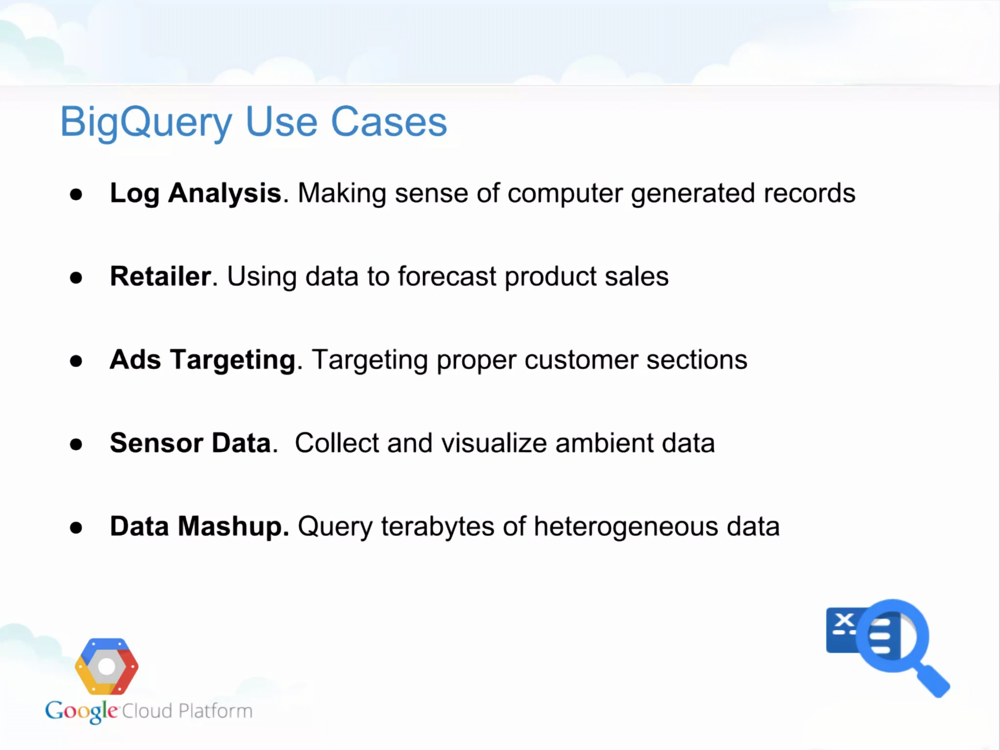 BigQuery Use Cases
● Log Analysis. Making sense of computer generated records
● Retailer. Using data to forecast product sales
● Ads Targeting. Targeting proper customer sections
● Sensor Data.  Collect and visualize ambient data
● Data Mashup. Query terabytes of heterogeneous data
Google Cloud Platform